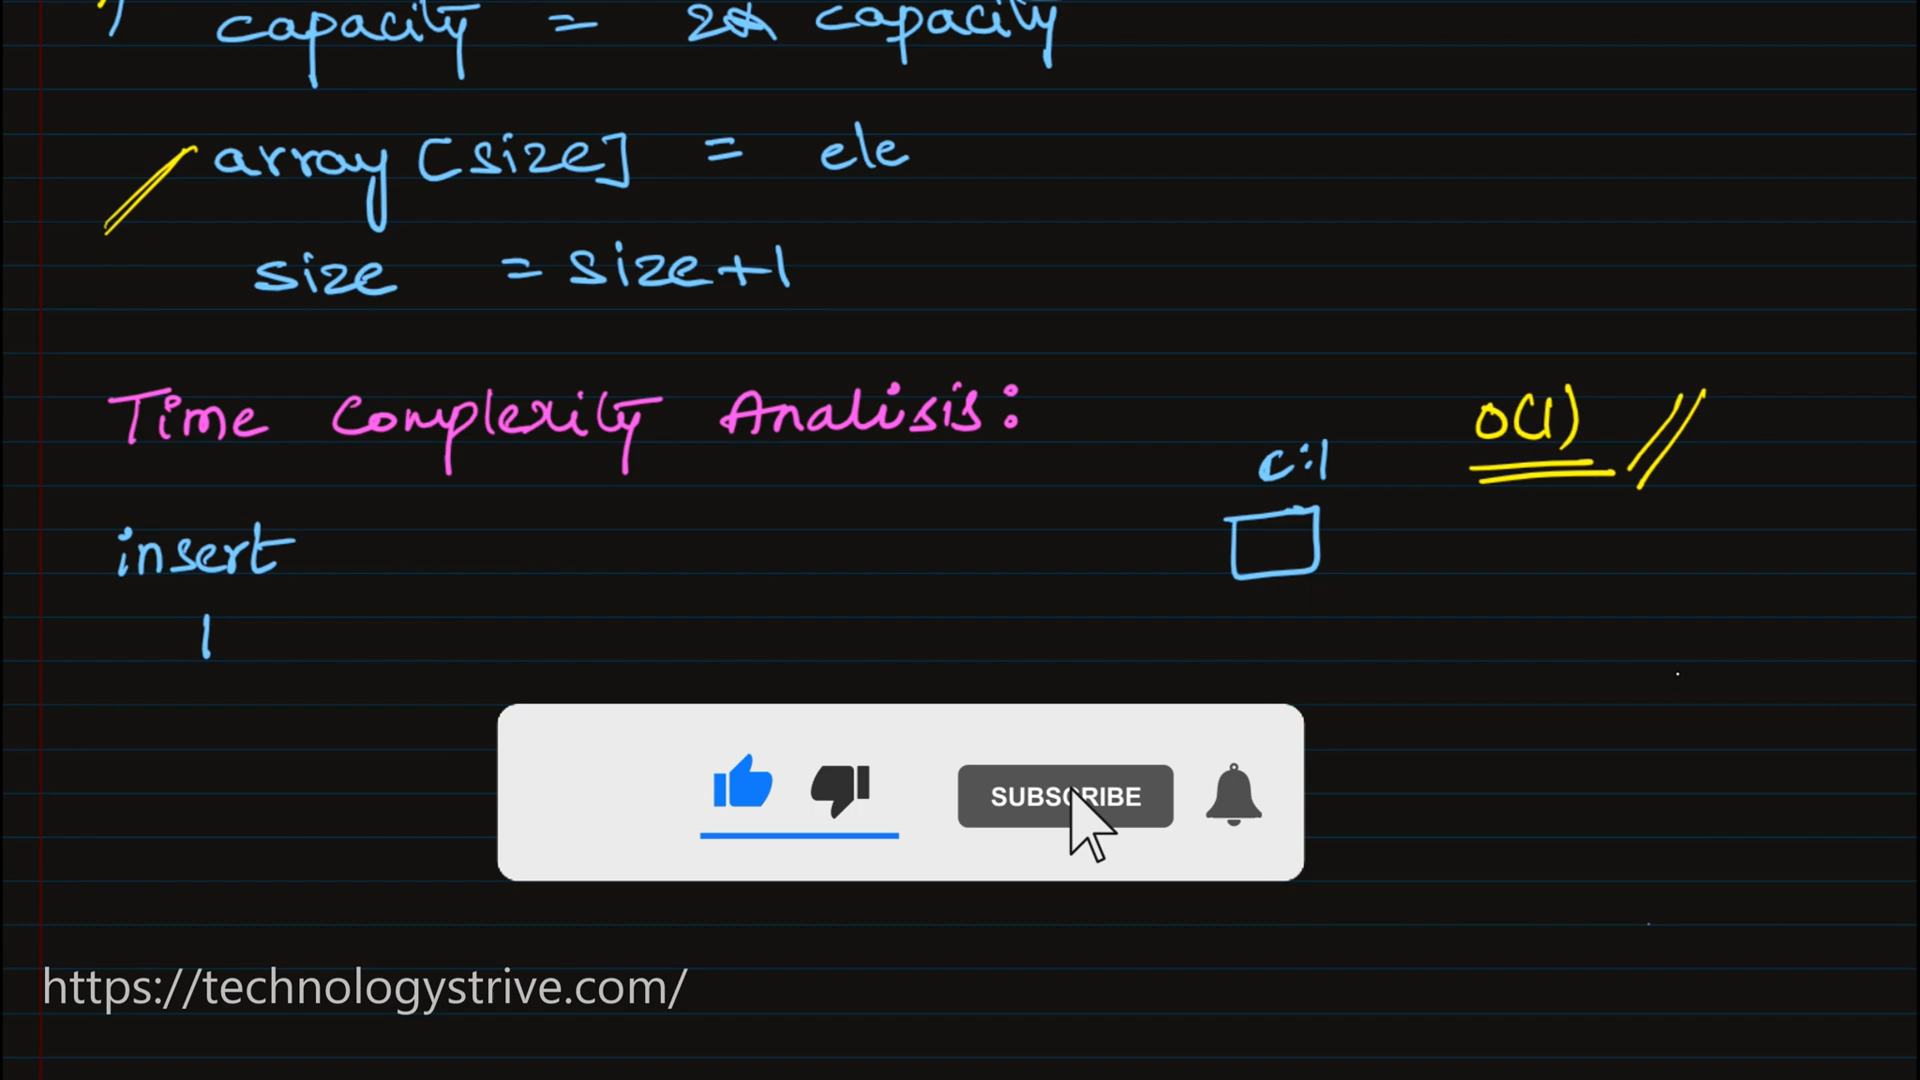 capacity = 2* capacity
array [size] = ele
size = size+1
Time Complexity Analisis:
O(1)
c:1
insert
1
SUBSCRIBE
https://technologystrive.com/